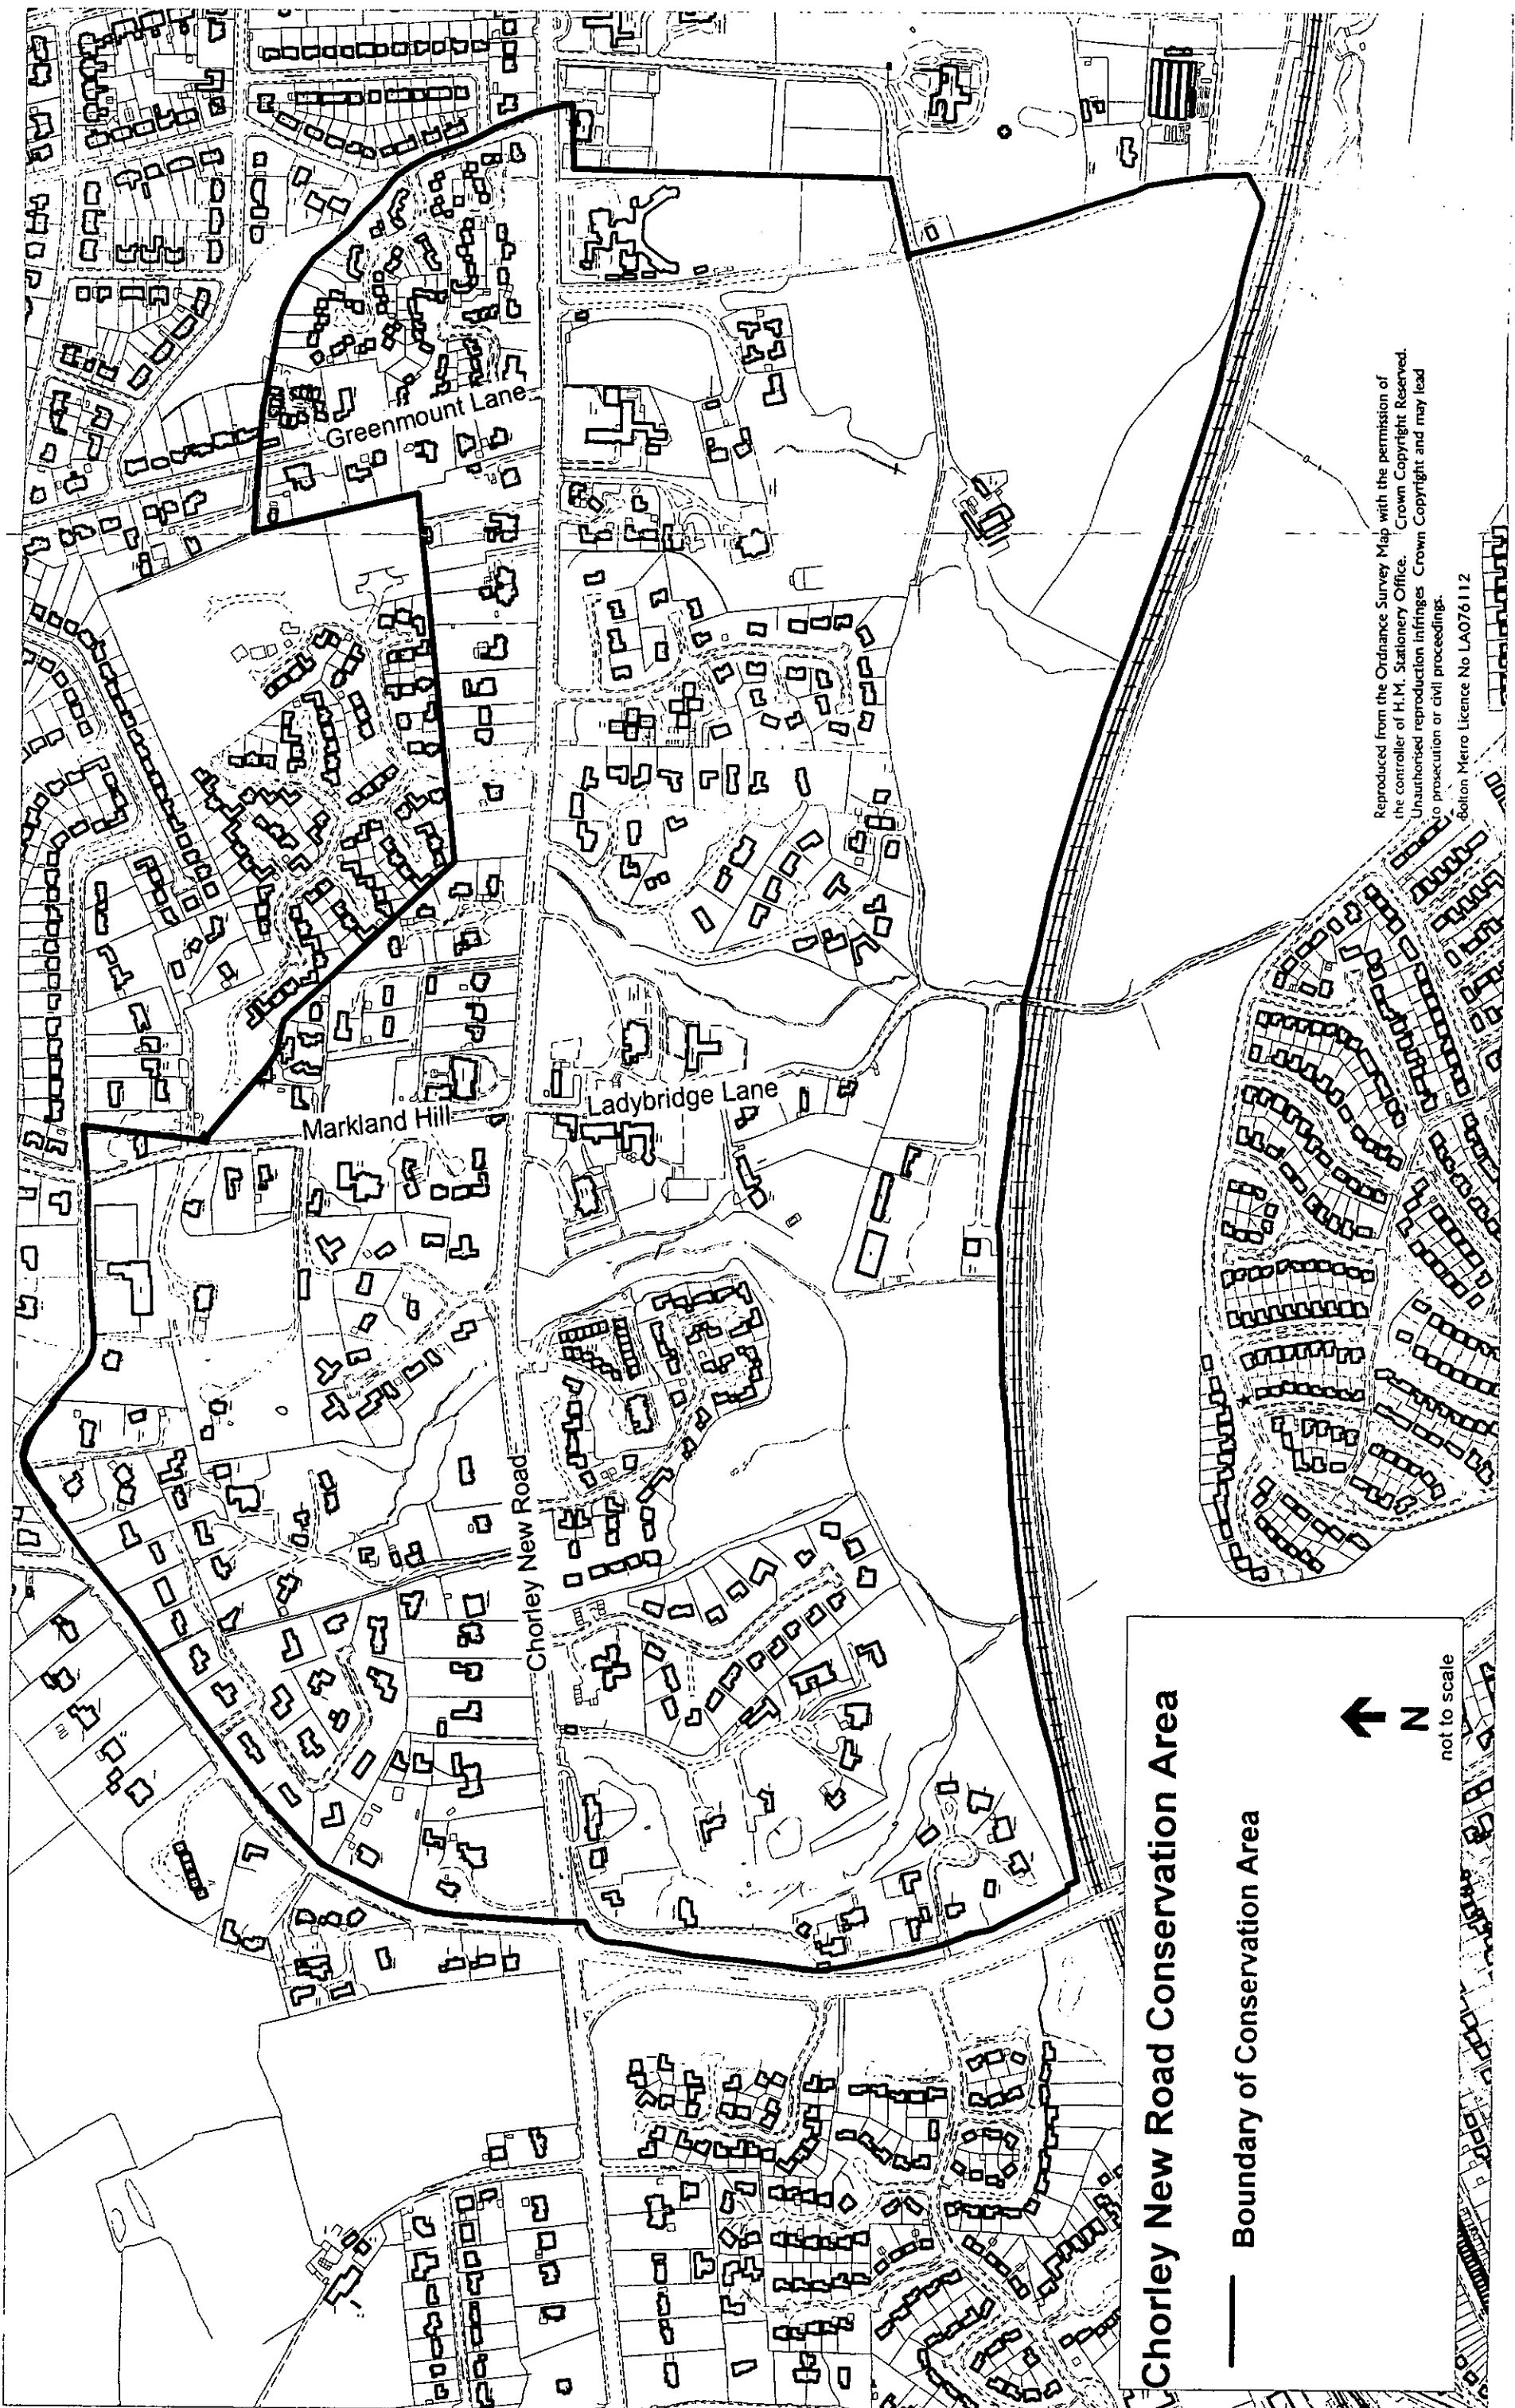 Greenmount Lane
Markland Hill
Ladybridge Lane
Chorley New Road
Reproduced from the Ordnance Survey Map with the permission of
the controller of H.M. Stationery Office. Crown Copyright Reserved.
Unauthorised reproduction infringes Crown Copyright and may lead
to prosecution or civil proceedings.
Bolton Metro Licence No LA076112
Chorley New Road Conservation Area
Boundary of Conservation Area
N
not to scale